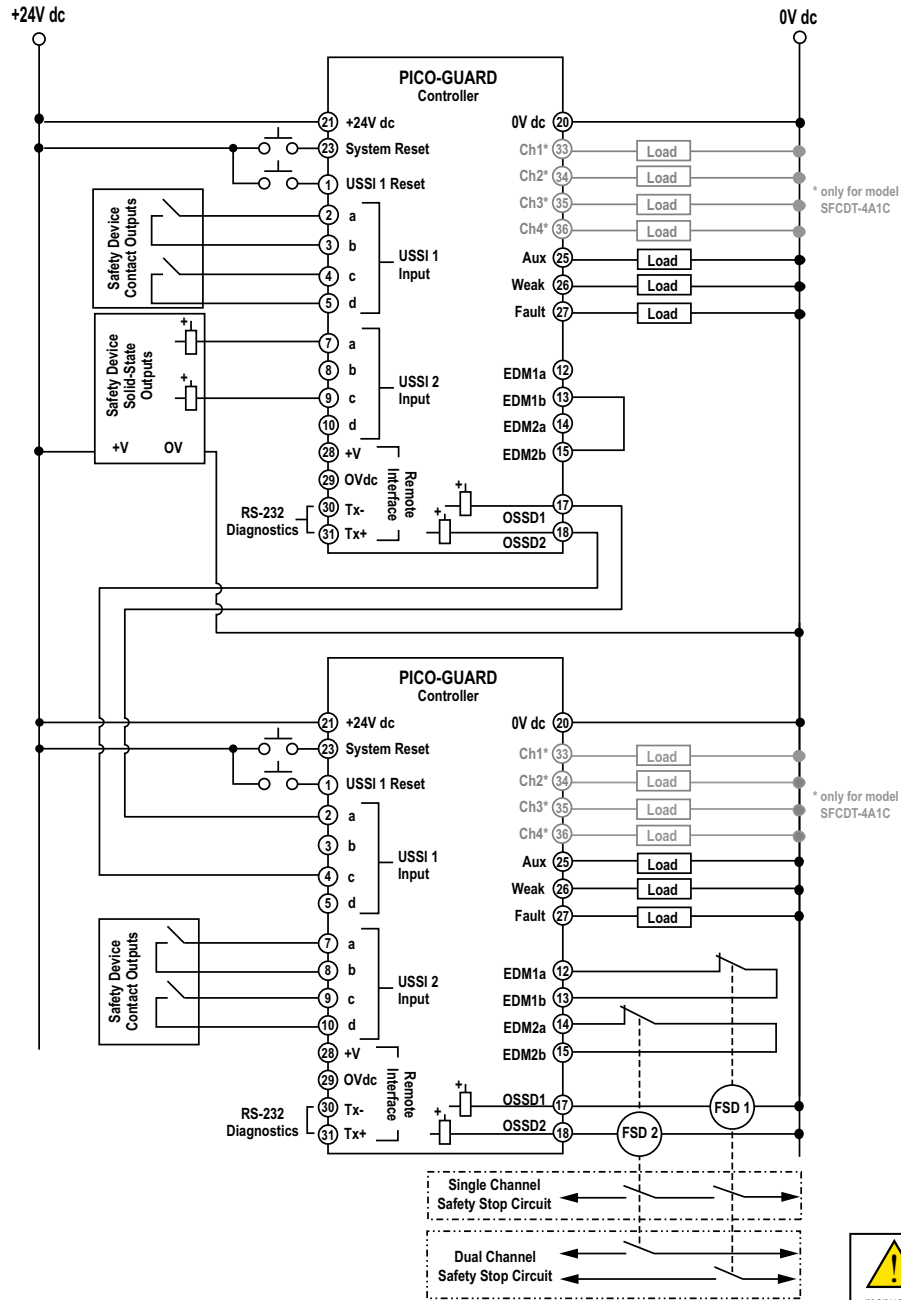 +24V dc
0V dc
PICO-GUARD
Controller
21 +24V dc
23 System Reset
1 USSI 1 Reset
2 a
3 b
4 c
5 d
USSI 1
Input
7 a
8 b
9 c
10 d
USSI 2
Input
28 +V
29 OVdc
30 Tx-
31 Tx+
Remote
Interface
RS-232
Diagnostics
Safety Device
Contact Outputs
Safety Device
Solid-State
Outputs
+
+
+V OV
0V dc 20
Ch1* 33 Load
Ch2* 34 Load
Ch3* 35 Load
Ch4* 36 Load
* only for model
SFCDT-4A1C
Aux 25 Load
Weak 26 Load
Fault 27 Load
EDM1a 12
EDM1b 13
EDM2a 14
EDM2b 15
+
17
OSSD1
+
18
OSSD2
PICO-GUARD
Controller
21 +24V dc
23 System Reset
1 USSI 1 Reset
2 a
3 b
4 c
5 d
USSI 1
Input
7 a
8 b
9 c
10 d
USSI 2
Input
28 +V
29 OVdc
30 Tx-
31 Tx+
Remote
Interface
RS-232
Diagnostics
Safety Device
Contact Outputs
0V dc 20
Ch1* 33 Load
Ch2* 34 Load
Ch3* 35 Load
Ch4* 36 Load
* only for model
SFCDT-4A1C
Aux 25 Load
Weak 26 Load
Fault 27 Load
EDM1a 12
EDM1b 13
EDM2a 14
EDM2b 15
+
OSSD1 17
FSD 1
+
OSSD2 18
FSD 2
Single Channel
Safety Stop Circuit
Dual Channel
Safety Stop Circuit
!